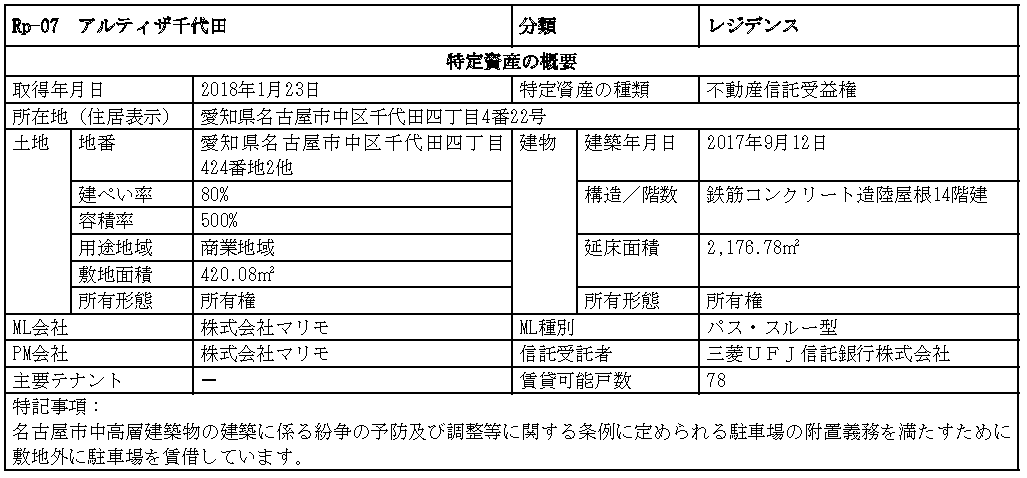 Rp-07 アルティザ千代田 分類 レジデンス
特定資産の概要
取得年月日 2018年1月23日 特定資産の種類 不動産信託受益権
所在地（住居表示） 愛知県名古屋市中区千代田四丁目4番22号
土地 地番 愛知県名古屋市中区千代田四丁目 建物 建築年月日 2017年9月12日
424番地2他
建ぺい率 80% 構造／階数 鉄筋コンクリート造陸屋根14階建
容積率 500%
用途地域 商業地域 延床面積 2,176.78㎡
敷地面積 420.08㎡
所有形態 所有権 所有形態 所有権
ML会社 株式会社マリモ ML種別 パス・スルー型
PM会社 株式会社マリモ 信託受託者 三菱ＵＦＪ信託銀行株式会社
主要テナント － 賃貸可能戸数 78
特記事項：
名古屋市中高層建築物の建築に係る紛争の予防及び調整等に関する条例に定められる駐車場の附置義務を満たすために
敷地外に駐車場を賃借しています。